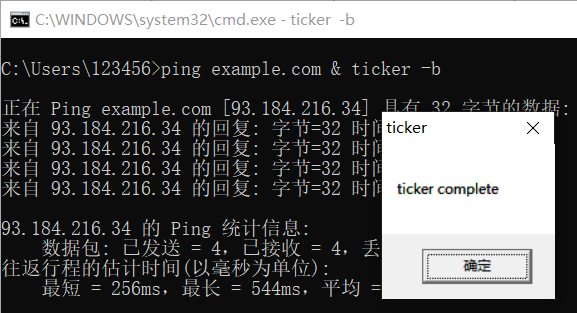 C:\WINDOWS\system32\cmd.exe - ticker -b
C:\Users\123456>ping example.com & ticker -b
正在 Ping example.com [93.184.216.34] 具有 32 字节的数据:
来自 93.184.216.34 的回复: 字节=32 时间
来自 93.184.216.34 的回复: 字节=32 时间
来自 93.184.216.34 的回复: 字节=32 时间
来自 93.184.216.34 的回复: 字节=32 时间
93.184.216.34 的 Ping 统计信息:
数据包: 已发送 = 4，已接收 = 4，丢
往返行程的估计时间(以毫秒为单位):
最短 = 256ms，最长 = 544ms，平均 =
ticker
ticker complete
确定